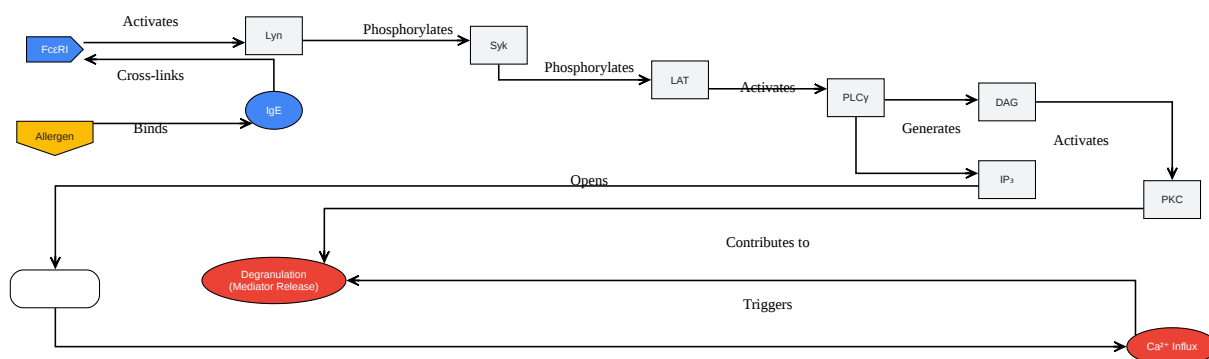 Activates
Lyn
Phosphorylates
FcεRI
Syk
Cross-links
Phosphorylates
LAT
Activates
PLCγ
DAG
IgE
Allergen
Binds
Generates
Activates
Opens
IP₃
PKC
Contributes to
Degranulation
(Mediator Release)
Triggers
Ca²⁺ Influx